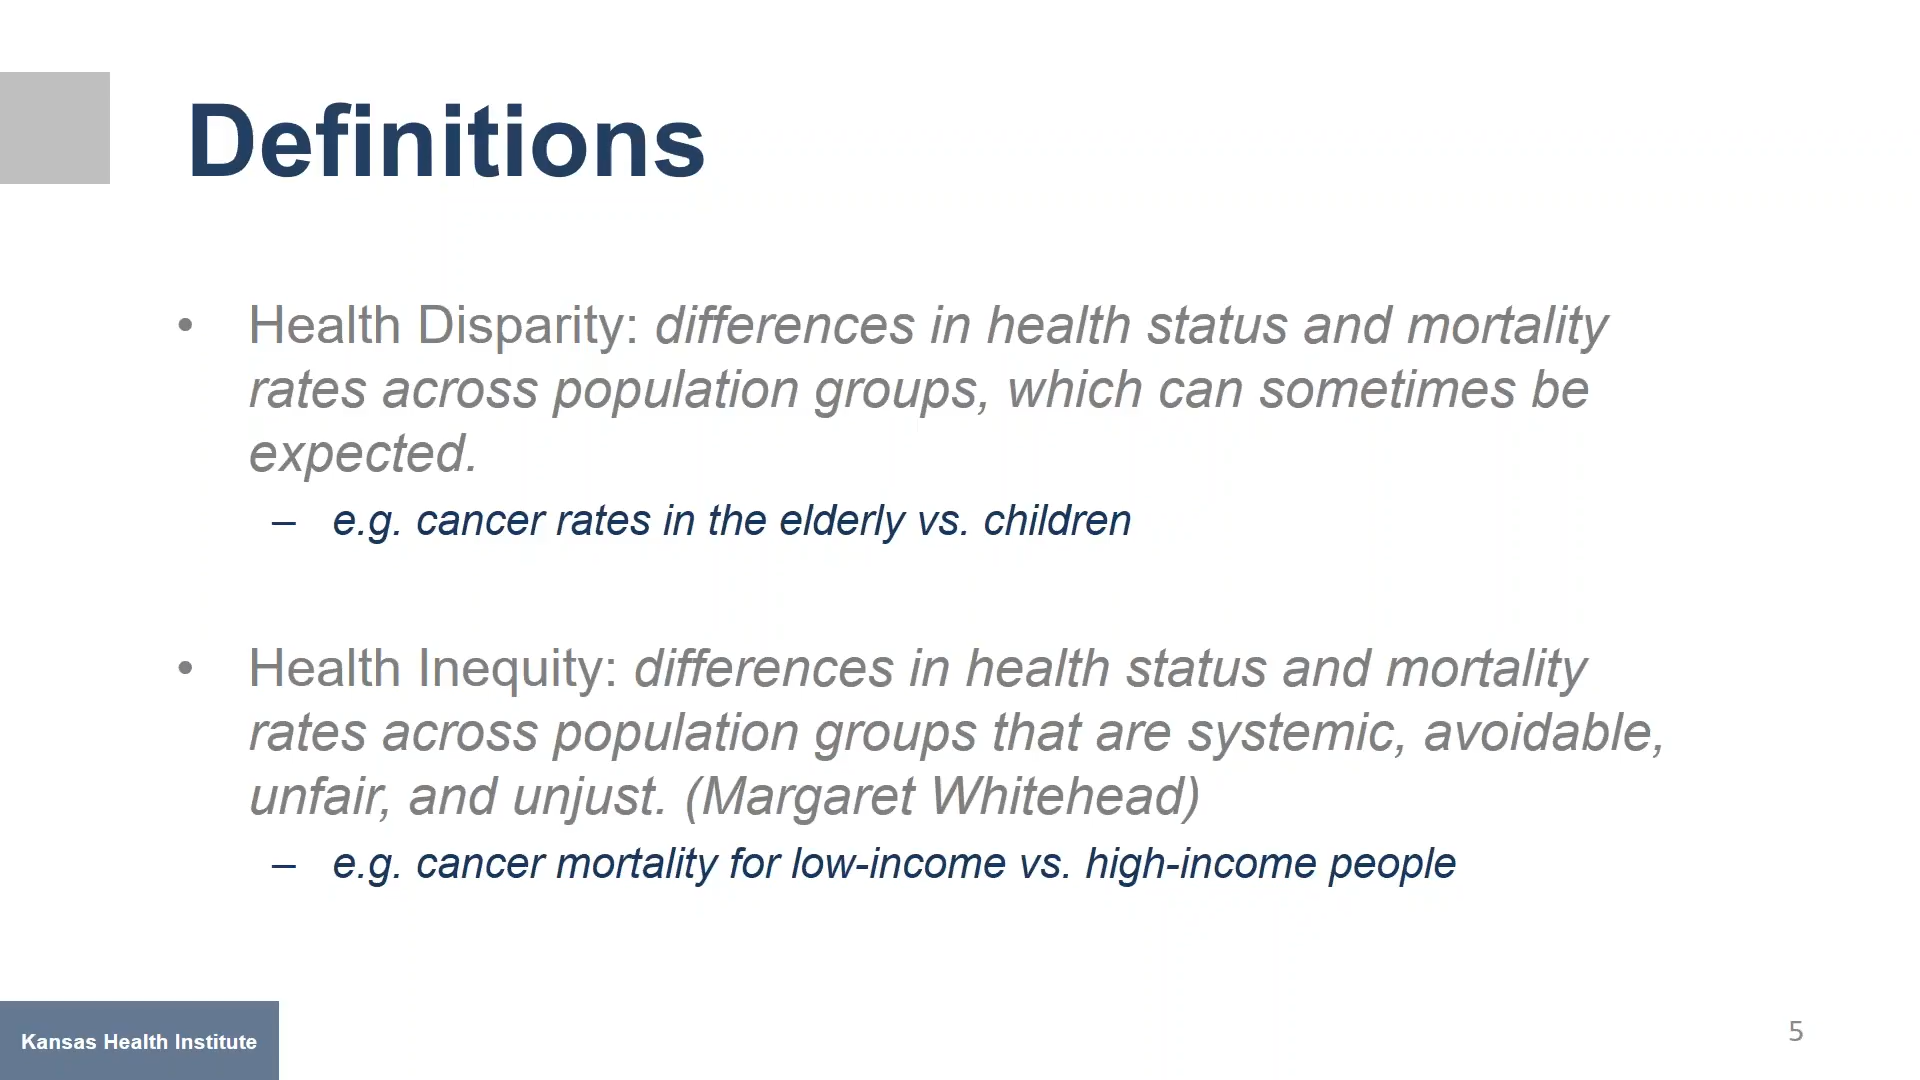 Definitions
• Health Disparity: differences in health status and mortality
rates across population groups, which can sometimes be
expected.
– e.g. cancer rates in the elderly vs. children
• Health Inequity: differences in health status and mortality
rates across population groups that are systemic, avoidable,
unfair, and unjust. (Margaret Whitehead)
– e.g. cancer mortality for low-income vs. high-income people
Kansas Health Institute
5